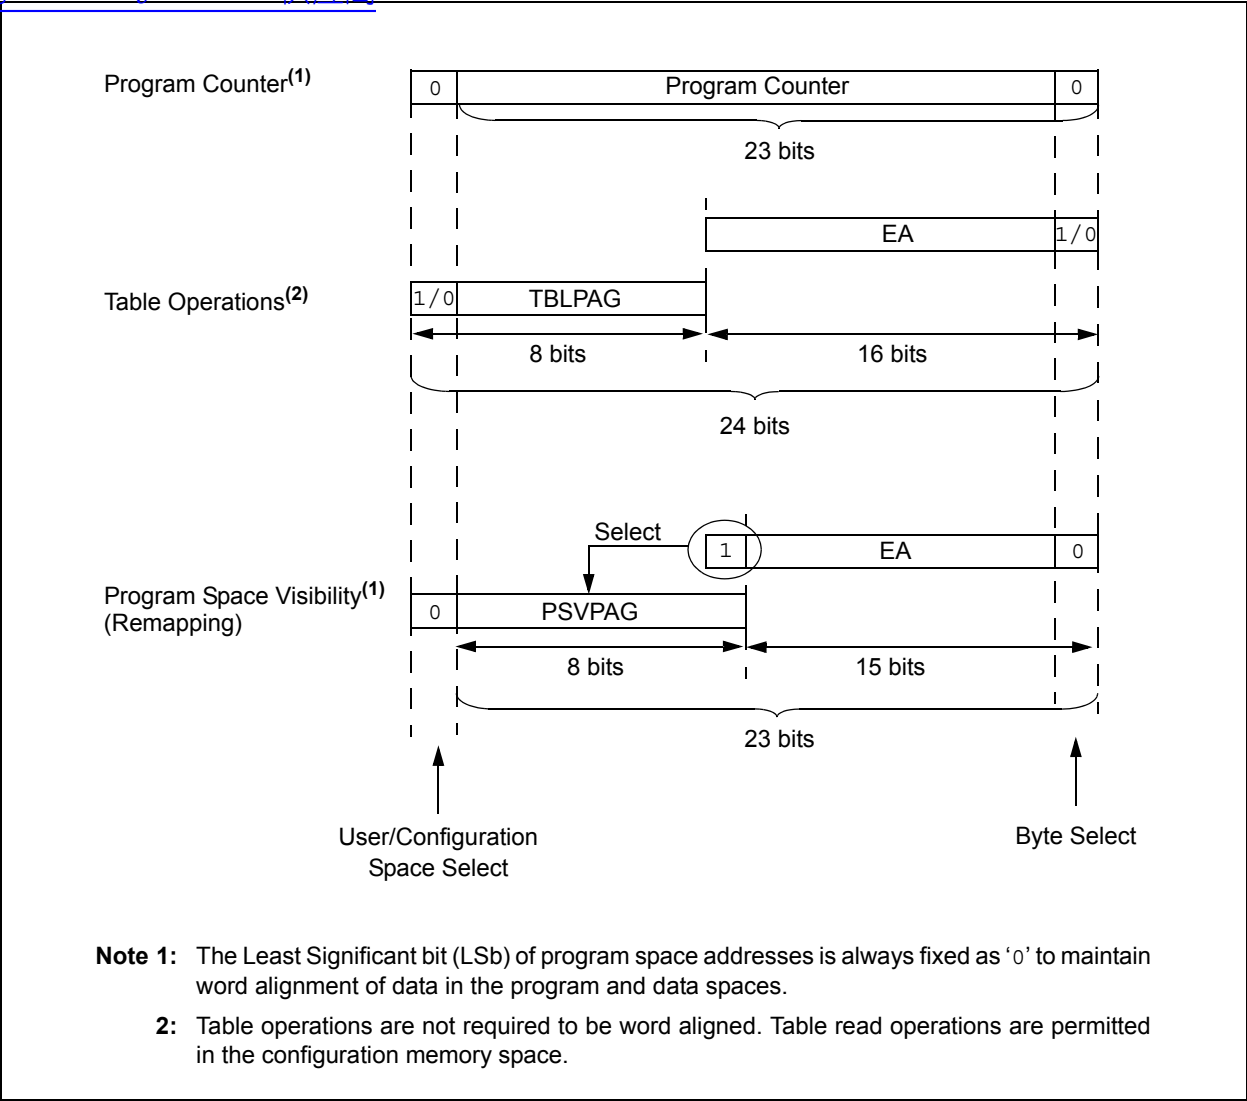 Program Counter(1)
0 Program Counter 0
23 bits
EA 1/0
Table Operations(2)
1/0 TBLPAG
8 bits 16 bits
24 bits
Select
1 EA 0
Program Space Visibility(1)
(Remapping)
0 PSVPAG
8 bits 15 bits
23 bits
User/Configuration
Space Select
Byte Select
Note 1: The Least Significant bit (LSb) of program space addresses is always fixed as ‘0’ to maintain
word alignment of data in the program and data spaces.
2: Table operations are not required to be word aligned. Table read operations are permitted
in the configuration memory space.